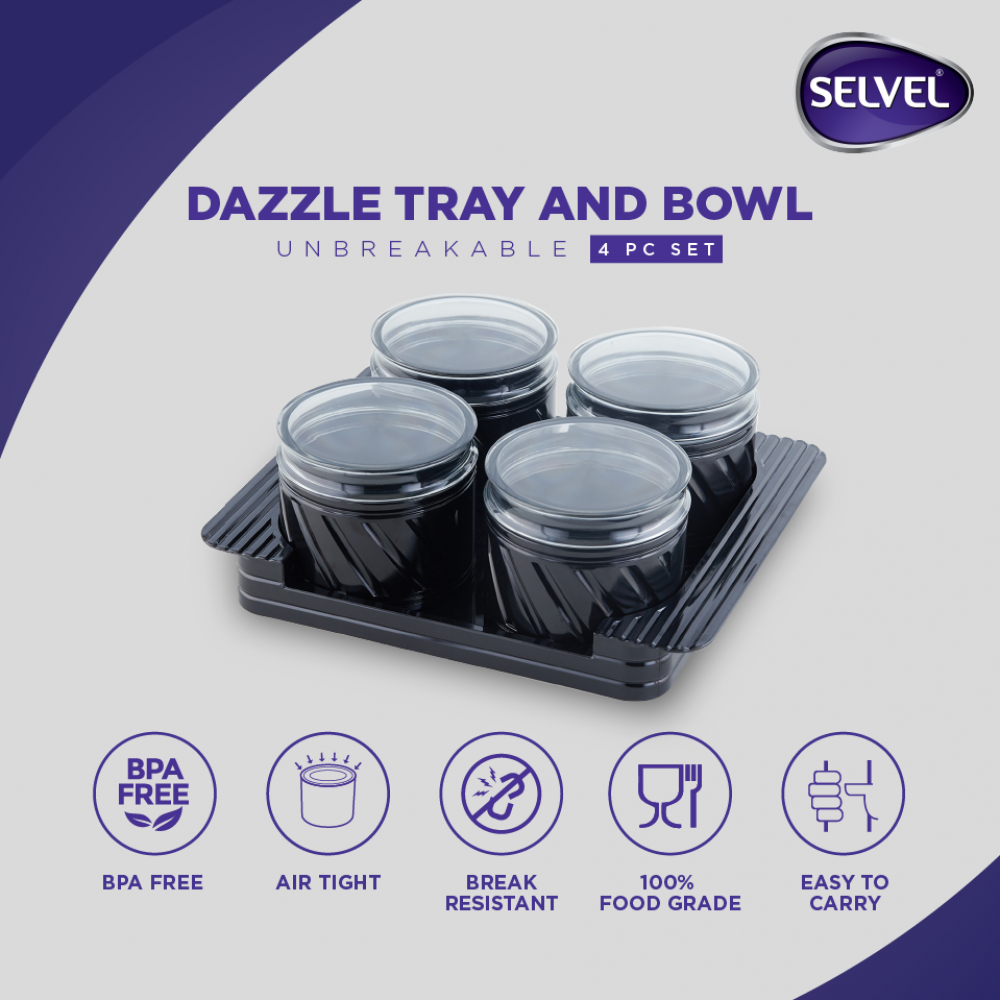 SELVEL®
DAZZLE TRAY AND BOWL
UNBREAKABLE 4 PC SET
BPA
FREE
BPA FREE
AIR TIGHT
BREAK
RESISTANT
100%
FOOD GRADE
EASY TO
CARRY